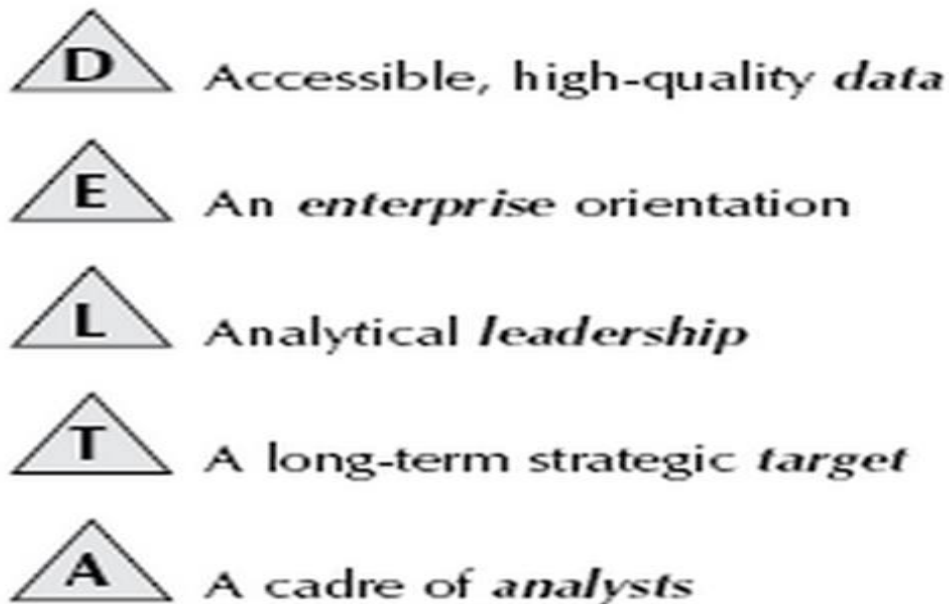 D Accessible, high-quality data
E An enterprise orientation
L Analytical leadership
T A long-term strategic target
A A cadre of analysts